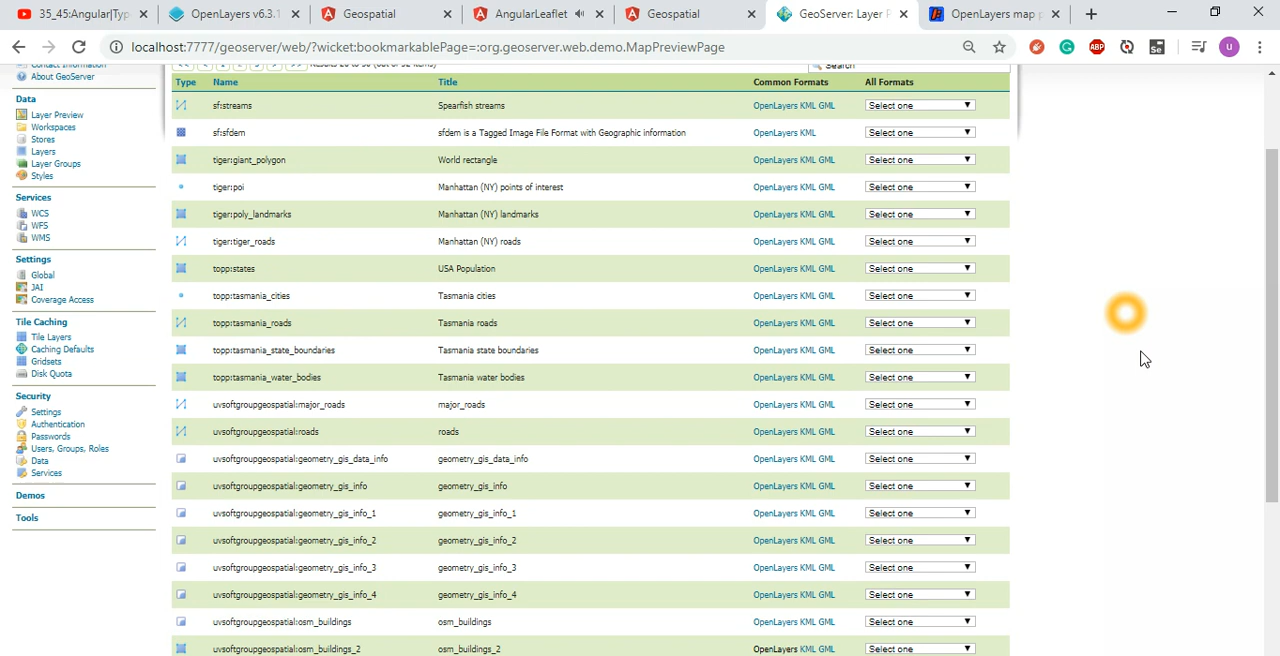 35_45:Angular|Typ
OpenLayers v6.3.1
Geospatial
AngularLeaflet
Geospatial
GeoServer: Layer P
OpenLayers map p
localhost:7777/geoserver/web/?wicket:bookmarkablePage=:org.geoserver.web.demo.MapPreviewPage
ABP
Se
u
Contact Information
About GeoServer
Data
Layer Preview
Workspaces
Stores
Layers
Layer Groups
Styles
Services
WCS
WFS
WMS
Settings
Global
JAI
Coverage Access
Tile Caching
Tile Layers
Caching Defaults
Gridsets
Disk Quota
Security
Settings
Authentication
Passwords
Users, Groups, Roles
Data
Services
Demos
Tools
Search
Type Name Title Common Formats All Formats
sf:streams Spearfish streams OpenLayers KML GML Select one
sf:sfdem sfdem is a Tagged Image File Format with Geographic information OpenLayers KML Select one
tiger:giant_polygon World rectangle OpenLayers KML GML Select one
tiger:poi Manhattan (NY) points of interest OpenLayers KML GML Select one
tiger:poly_landmarks Manhattan (NY) landmarks OpenLayers KML GML Select one
tiger:tiger_roads Manhattan (NY) roads OpenLayers KML GML Select one
topp:states USA Population OpenLayers KML GML Select one
topp:tasmania_cities Tasmania cities OpenLayers KML GML Select one
topp:tasmania_roads Tasmania roads OpenLayers KML GML Select one
topp:tasmania_state_boundaries Tasmania state boundaries OpenLayers KML GML Select one
topp:tasmania_water_bodies Tasmania water bodies OpenLayers KML GML Select one
uvsoftgroupgeospatial:major_roads major_roads OpenLayers KML GML Select one
uvsoftgroupgeospatial:roads roads OpenLayers KML GML Select one
uvsoftgroupgeospatial:geometry_gis_data_info geometry_gis_data_info OpenLayers KML GML Select one
uvsoftgroupgeospatial:geometry_gis_info geometry_gis_info OpenLayers KML GML Select one
uvsoftgroupgeospatial:geometry_gis_info_1 geometry_gis_info_1 OpenLayers KML GML Select one
uvsoftgroupgeospatial:geometry_gis_info_2 geometry_gis_info_2 OpenLayers KML GML Select one
uvsoftgroupgeospatial:geometry_gis_info_3 geometry_gis_info_3 OpenLayers KML GML Select one
uvsoftgroupgeospatial:geometry_gis_info_4 geometry_gis_info_4 OpenLayers KML GML Select one
uvsoftgroupgeospatial:osm_buildings osm_buildings OpenLayers KML GML Select one
uvsoftgroupgeospatial:osm_buildings_2 osm_buildings_2 OpenLayers KML GML Select one